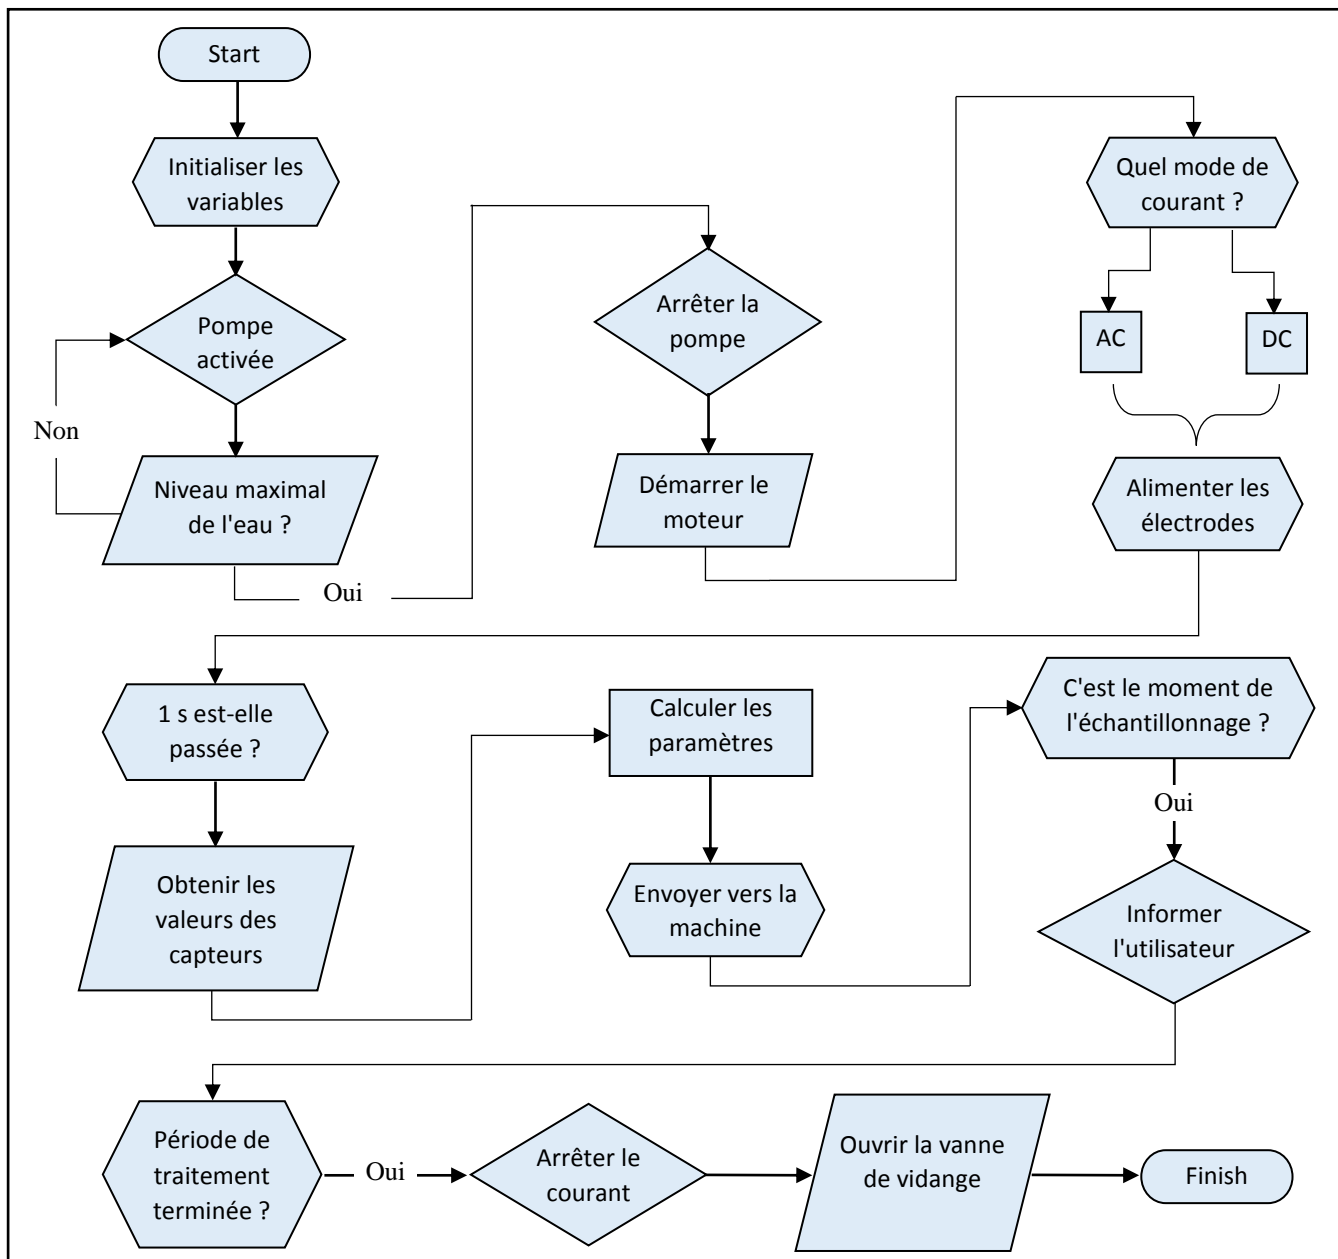 Start
Initialiser les
variables
Pompe
activée
Non
Niveau maximal
de l'eau ?
Oui
Arrêter la
pompe
Démarrer le
moteur
Quel mode de
courant ?
AC
DC
Alimenter les
électrodes
1 s est-elle
passée ?
Obtenir les
valeurs des
capteurs
Calculer les
paramètres
Envoyer vers la
machine
C'est le moment de
l'échantillonnage ?
Oui
Informer
l'utilisateur
Période de
traitement
terminée ?
Oui
Arrêter le
courant
Ouvrir la vanne
de vidange
Finish